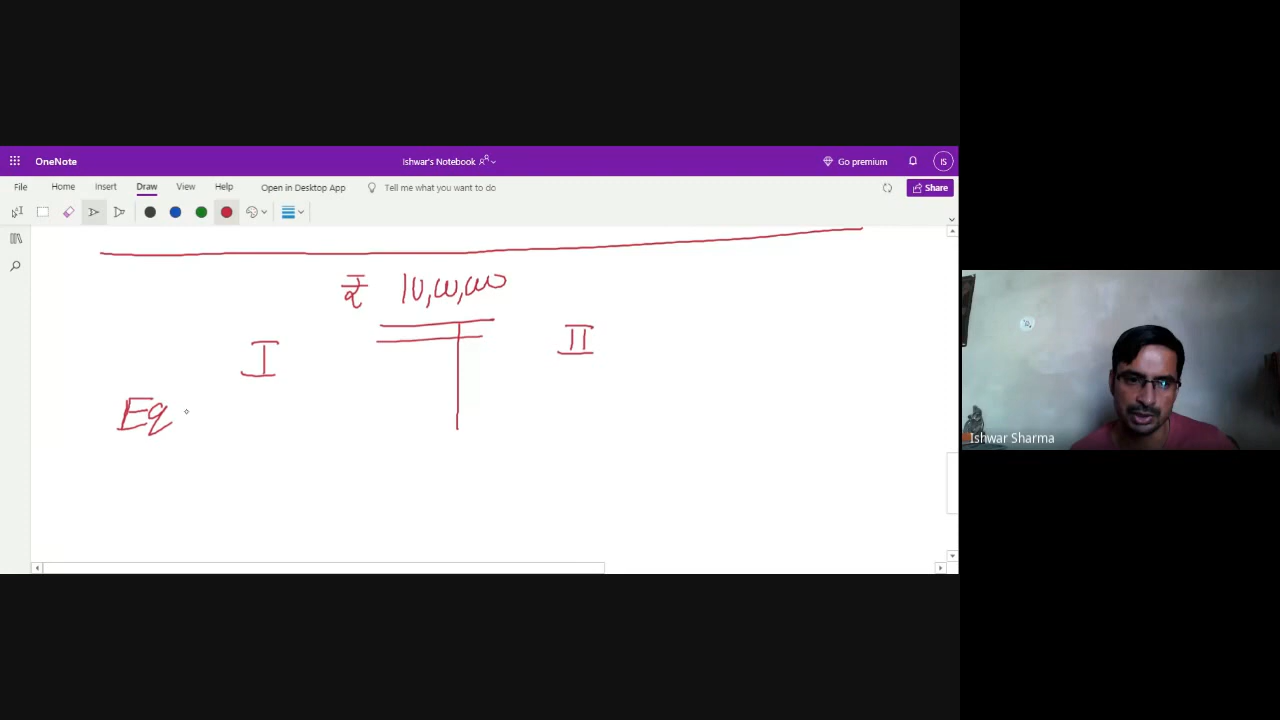 OneNote
Ishwar's Notebook
Go premium
IS
File Home Insert Draw View Help Open in Desktop App Tell me what you want to do
Share
₹ 10,00,000
I II
Eq
Ishwar Sharma